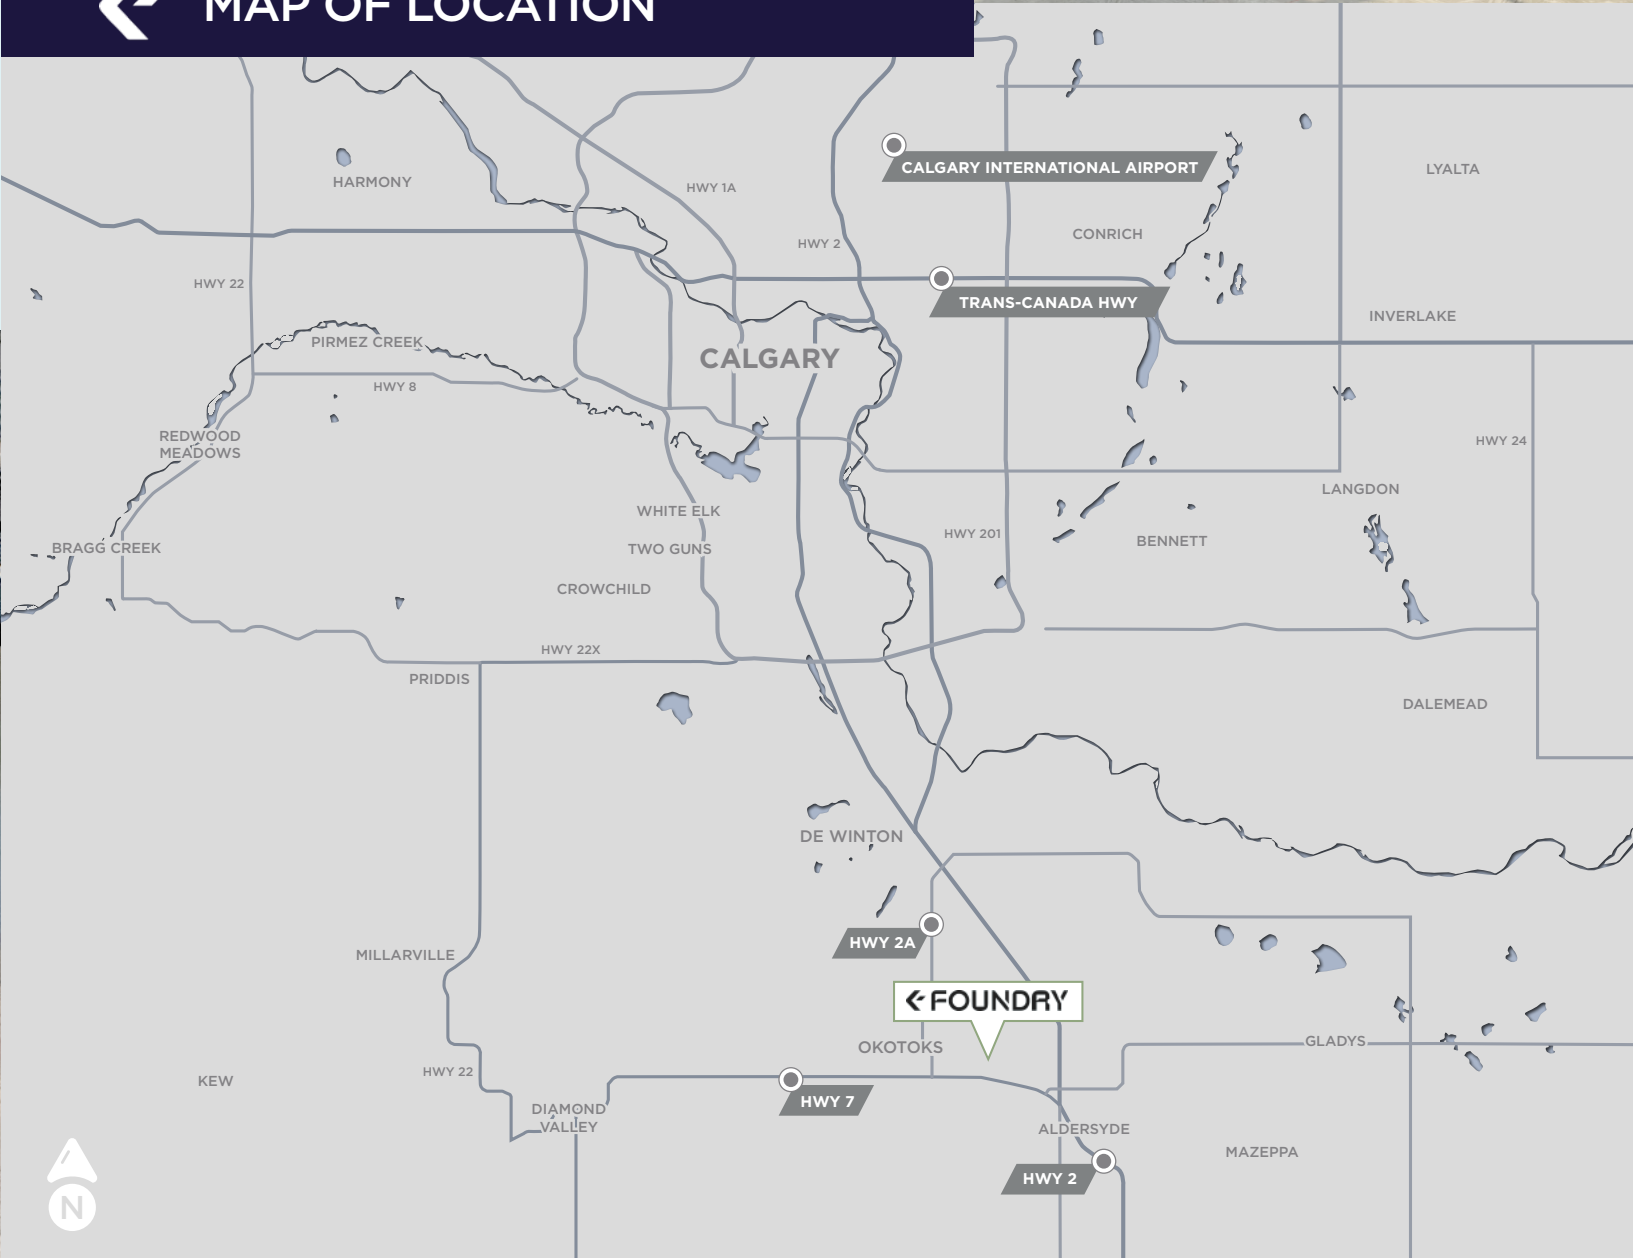 MAP OF LOCATION
CALGARY INTERNATIONAL AIRPORT
LYALTA
HARMONY
HWY 1A
CONRICH
HWY 2
HWY 22
TRANS-CANADA HWY
INVERLAKE
PIRMEZ CREEK
CALGARY
HWY 8
REDWOOD
MEADOWS
HWY 24
LANGDON
WHITE ELK
HWY 201
BENNETT
BRAGG CREEK
TWO GUNS
CROWCHILD
HWY 22X
PRIDDIS
DALEMEAD
DE WINTON
HWY 2A
MILLARVILLE
FOUNDRY
OKOTOKS
GLADYS
HWY 22
KEW
HWY 7
DIAMOND
VALLEY
ALDERSYDE
MAZEPPA
HWY 2
N